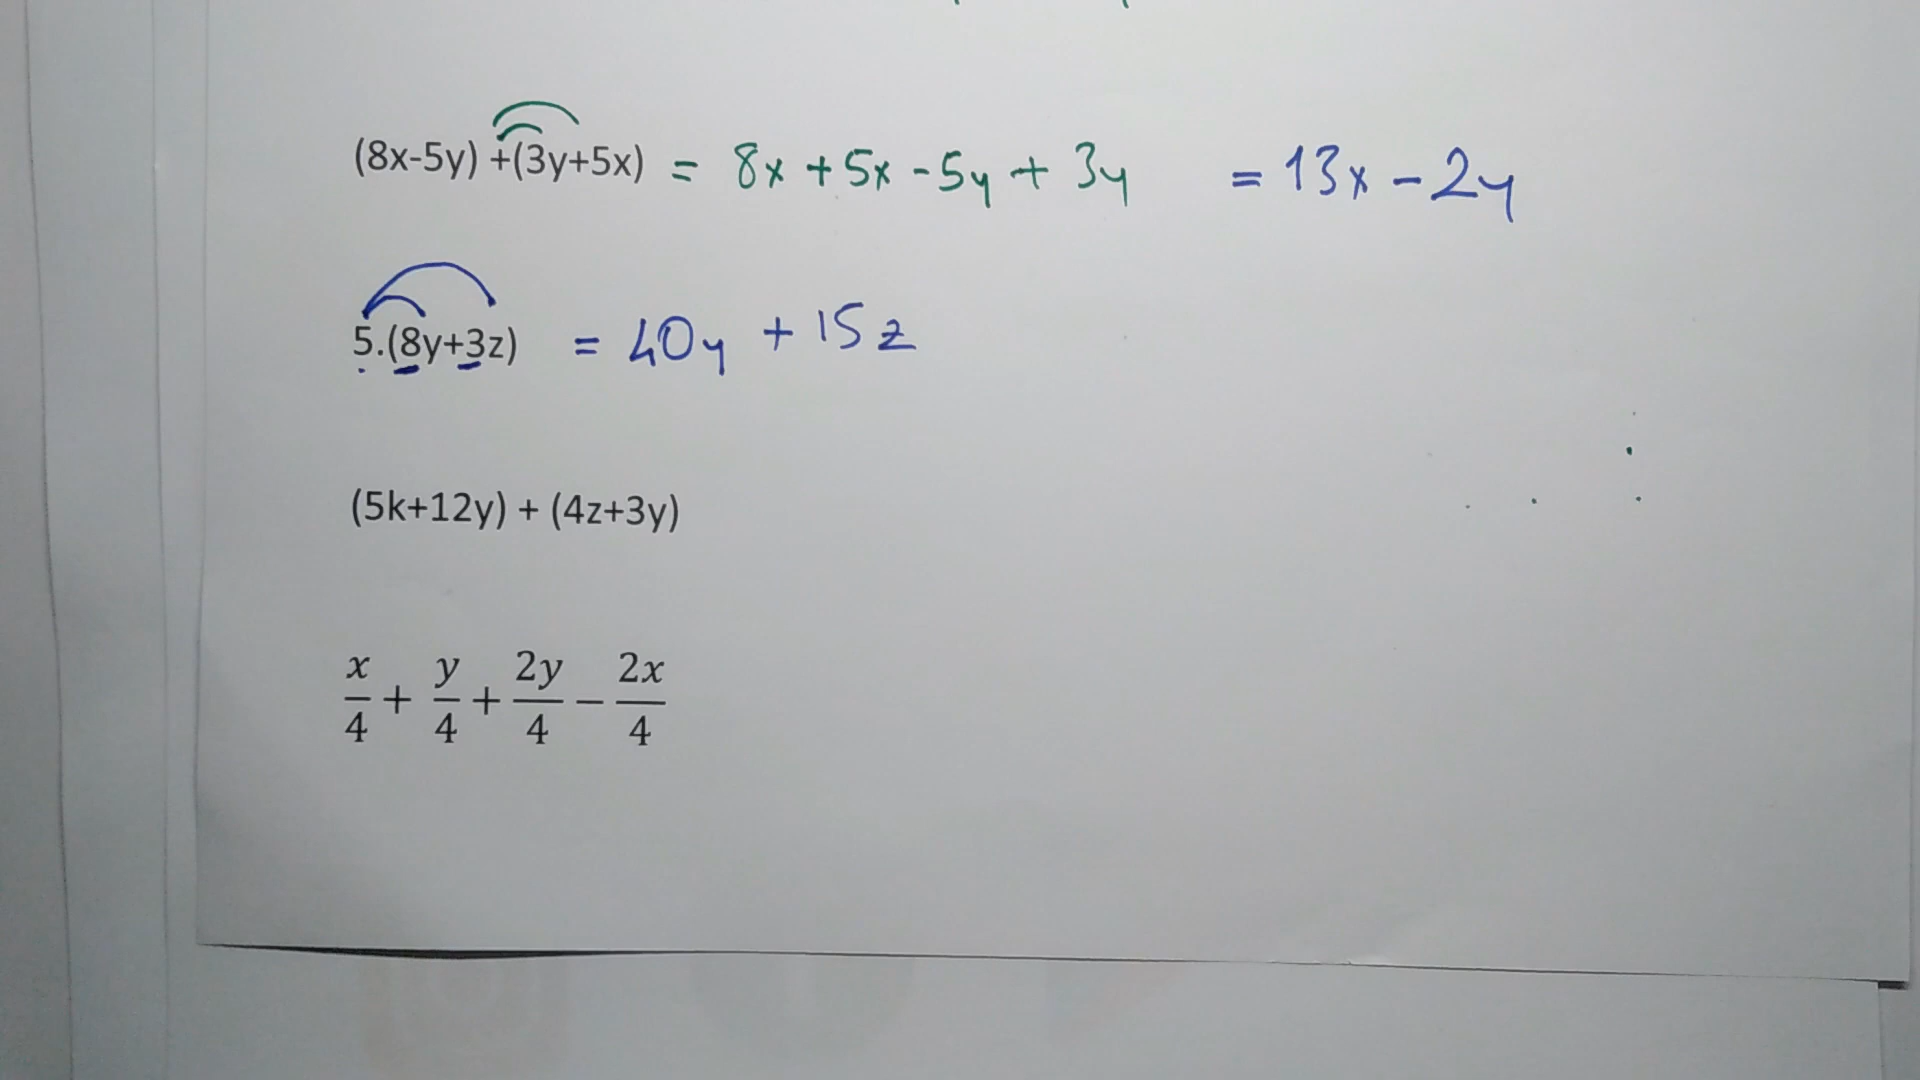 (8x-5y) +(3y+5x) = 8x +5x -5y + 3y = 13x - 2y
5.(8y+3z) = 40y + 15z
(5k+12y) + (4z+3y)
x/4 + y/4 + 2y/4 − 2x/4